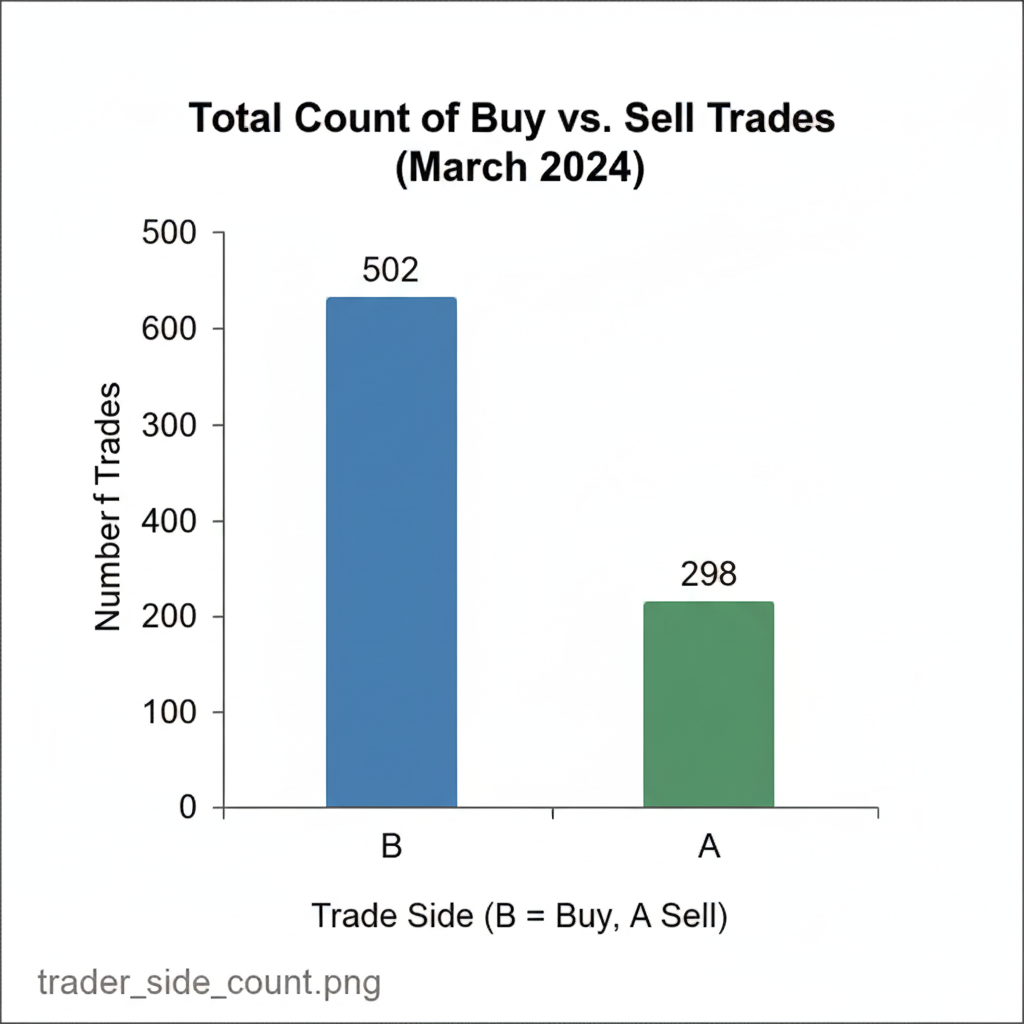 Total Count of Buy vs. Sell Trades
(March 2024)
500
502
600
300
400
298
200
100
0
Number f Trades
B
A
Trade Side (B = Buy, A Sell)
trader_side_count.png